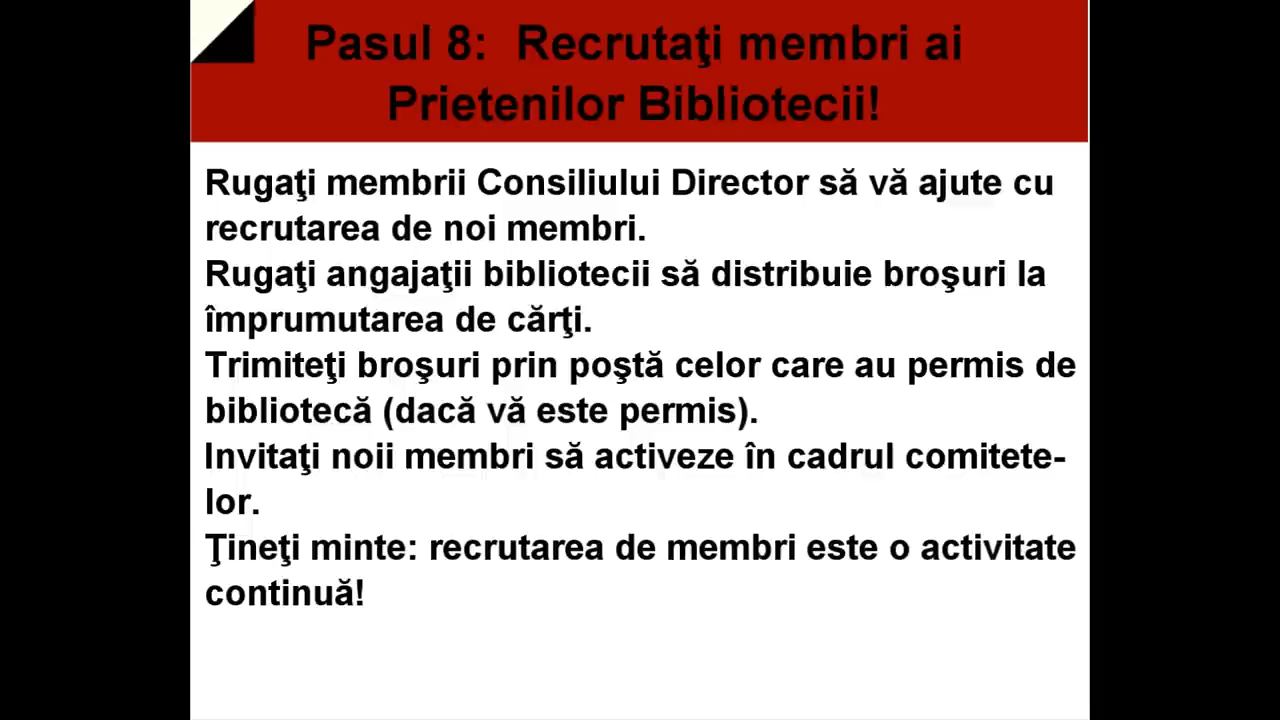 Pasul 8:  Recrutaţi membri ai
Prietenilor Bibliotecii!
Rugaţi membrii Consiliului Director să vă ajute cu
recrutarea de noi membri.
Rugaţi angajaţii bibliotecii să distribuie broşuri la
împrumutarea de cărţi.
Trimiteţi broşuri prin poştă celor care au permis de
bibliotecă (dacă vă este permis).
Invitaţi noii membri să activeze în cadrul comitete-
lor.
Ţineţi minte: recrutarea de membri este o activitate
continuă!